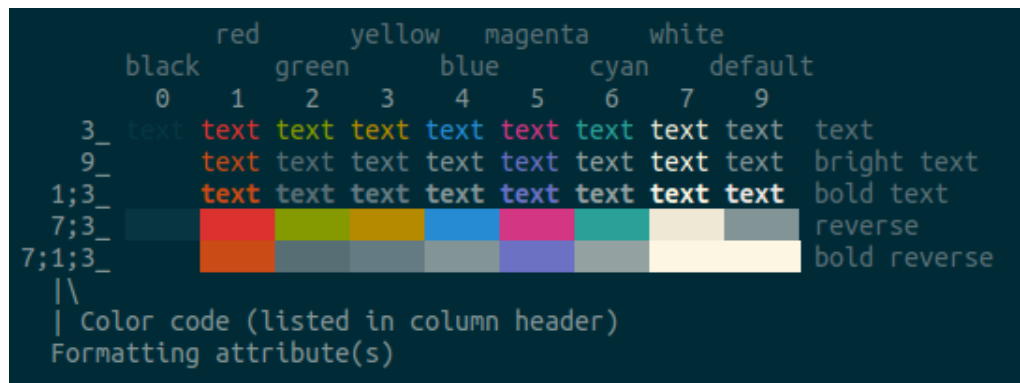 red yellow magenta white
black green blue cyan default
0 1 2 3 4 5 6 7 9
3_ text text text text text text text text text text
9_ text text text text text text text text bright text
1;3_ text text text text text text text text bold text
7;3_ reverse
7;1;3_ bold reverse
|\
| Color code (listed in column header)
Formatting attribute(s)